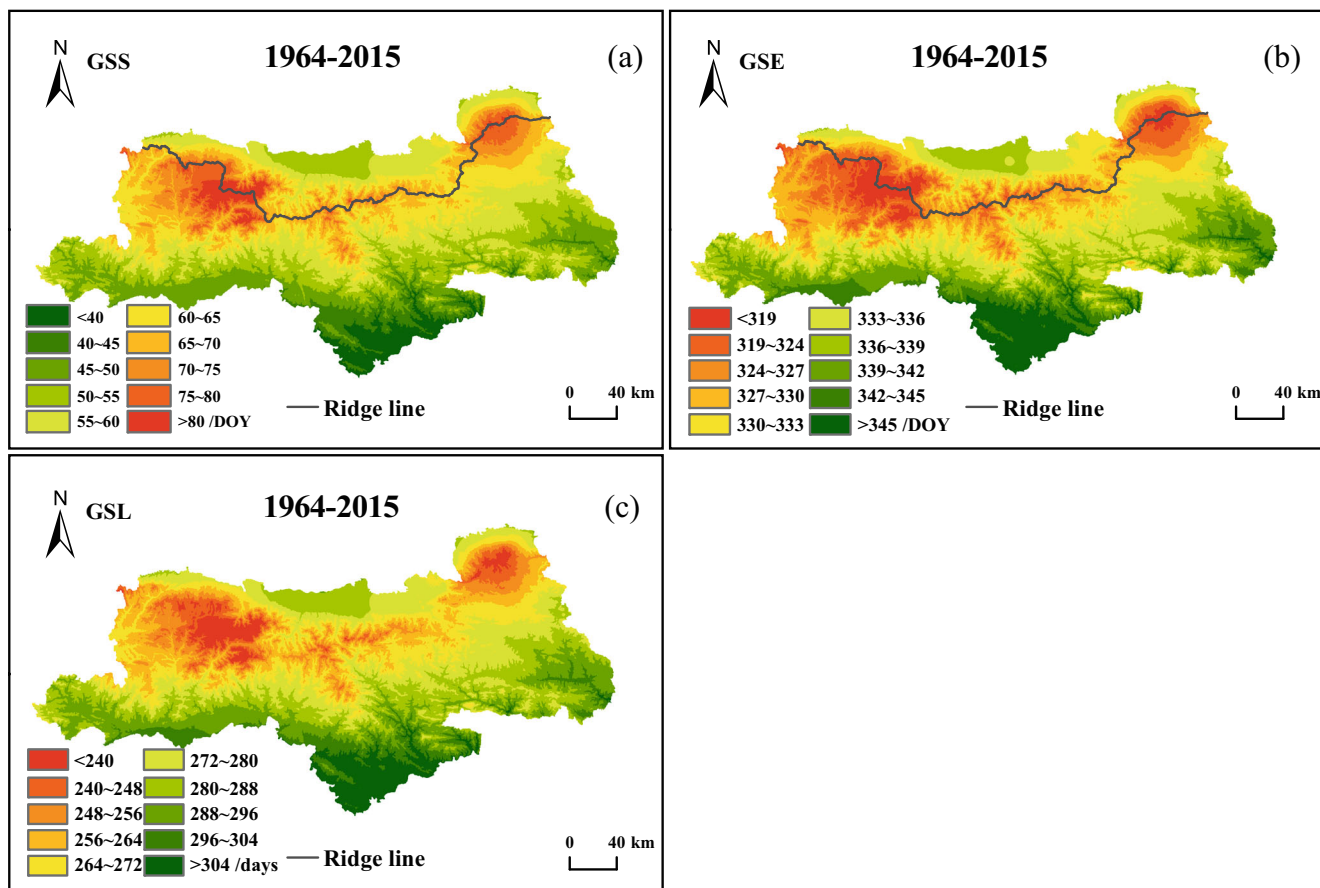 N
GSS
1964-2015
(a)
<40
60~65
40~45
65~70
45~50
70~75
50~55
75~80
55~60
>80 /DOY
Ridge line
0 40 km
N
GSE
1964-2015
(b)
<319
333~336
319~324
336~339
324~327
339~342
327~330
342~345
330~333
>345 /DOY
Ridge line
0 40 km
N
GSL
1964-2015
(c)
<240
272~280
240~248
280~288
248~256
288~296
256~264
296~304
264~272
>304 /days
Ridge line
0 40 km